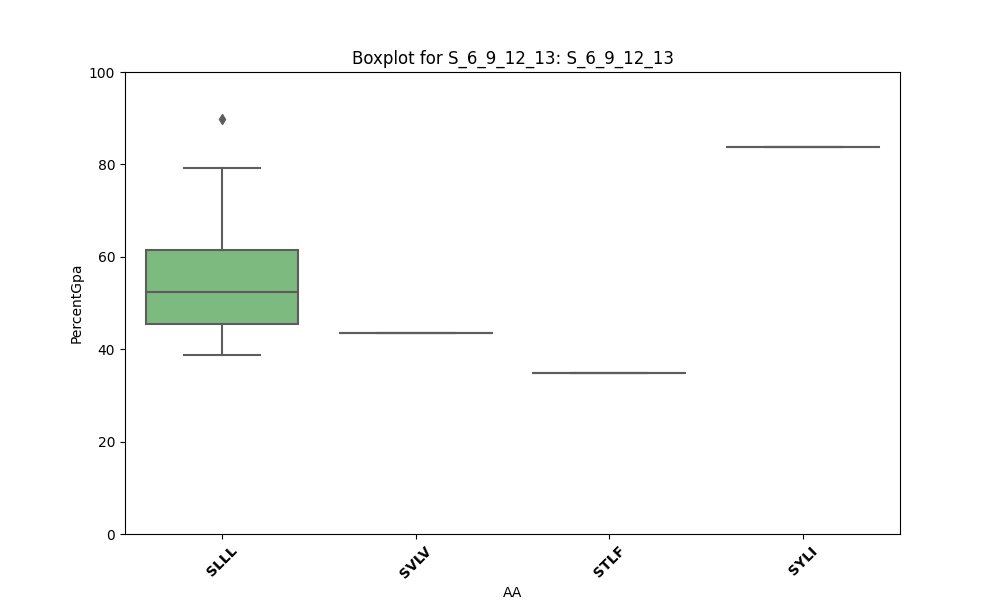 Boxplot for S_6_9_12_13: S_6_9_12_13
100
80
60
40
20
0
PercentGpa
SLLL
SVLV
STLF
SYLI
AA